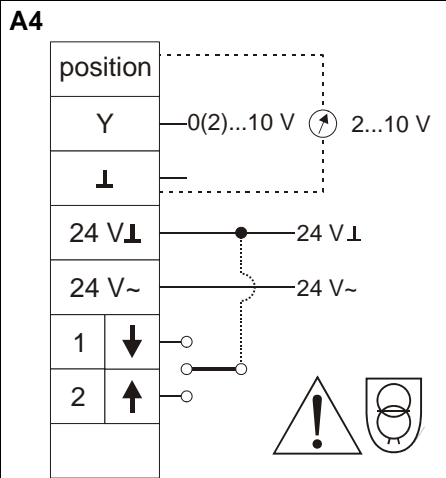 A4
position
Y 0(2)...10 V 2...10 V
⊥
24 V⊥ 24 V⊥
24 V~ 24 V~
1 ↓
2 ↑
!